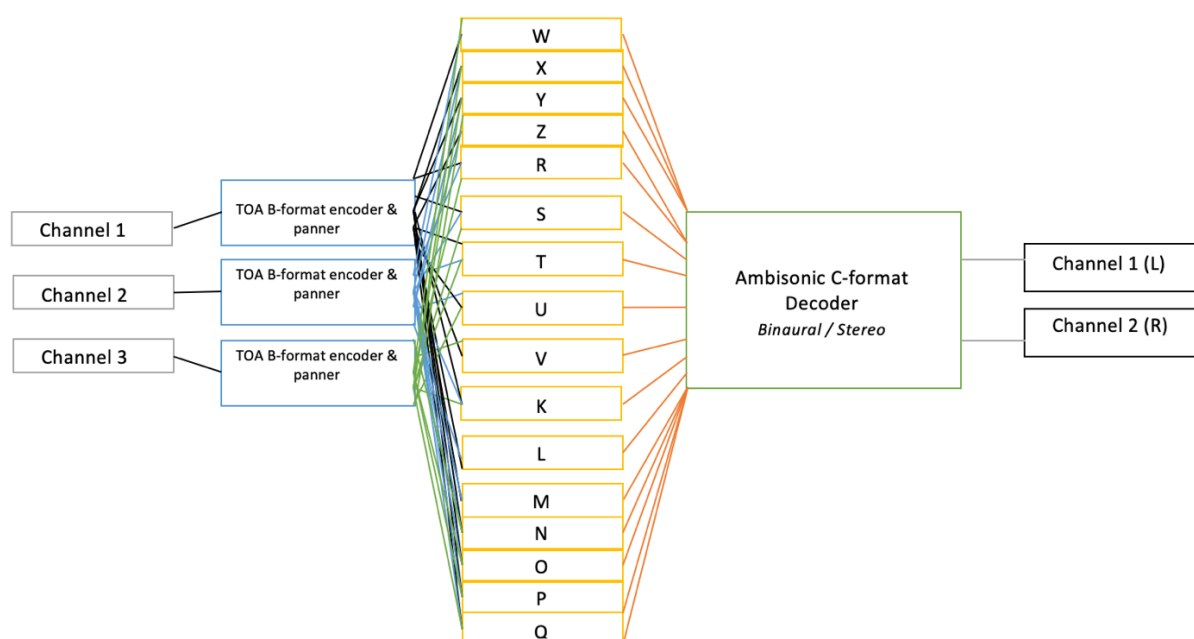 Channel 1
Channel 2
Channel 3
TOA B-format encoder &
panner
TOA B-format encoder &
panner
TOA B-format encoder &
panner
W
X
Y
Z
R
S
T
U
V
K
L
M
N
O
P
Q
Ambisonic C-format
Decoder
Binaural / Stereo
Channel 1 (L)
Channel 2 (R)